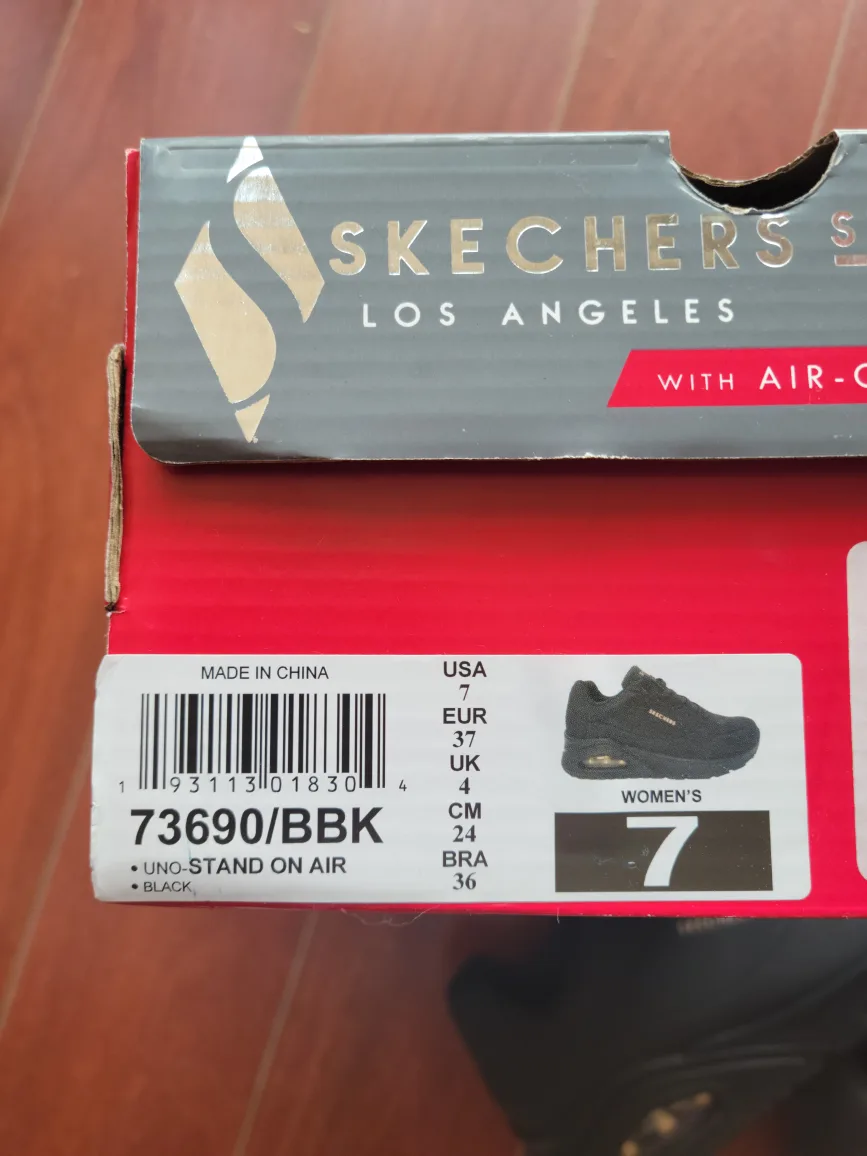 SKECHERS S
LOS ANGELES
WITH AIR-C
MADE IN CHINA
1 93113 01830 4
73690/BBK
• UNO-STAND ON AIR
• BLACK
USA
7
EUR
37
UK
4
CM
24
BRA
36
SKECHERS
WOMEN'S
7